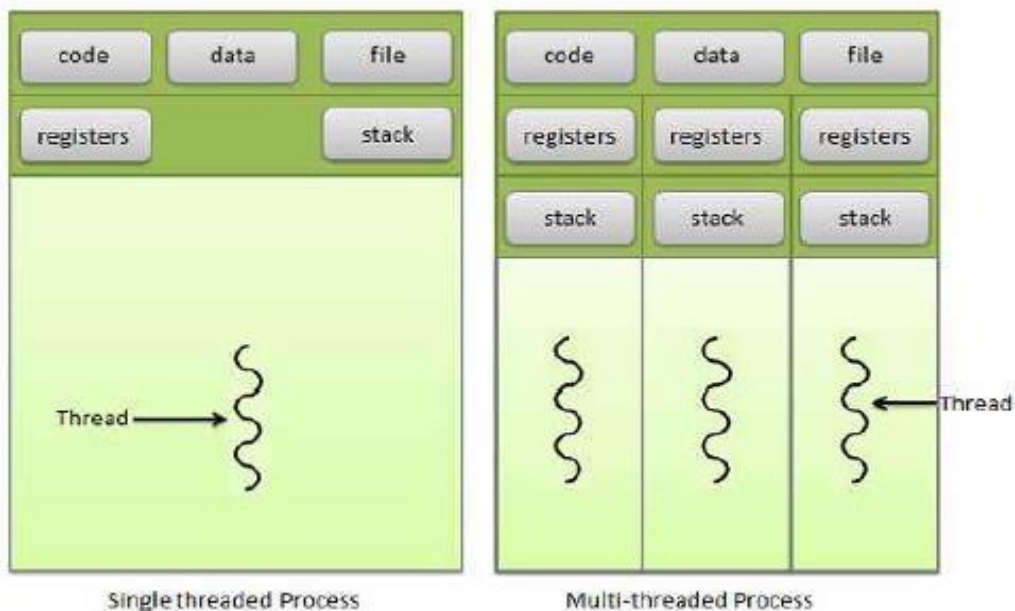 code data file
registers stack
Thread
Single threaded Process
code data file
registers registers registers
stack stack stack
Thread
Multi-threaded Process